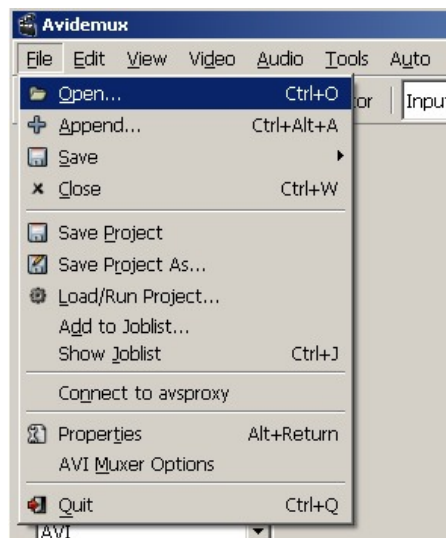 Avidemux
File Edit View Video Audio Tools Auto
Open... Ctrl+O
Append... Ctrl+Alt+A
Save
Close Ctrl+W
Save Project
Save Project As...
Load/Run Project...
Add to Joblist...
Show Joblist Ctrl+J
Connect to avsproxy
Properties Alt+Return
AVI Muxer Options
Quit Ctrl+Q
AVI